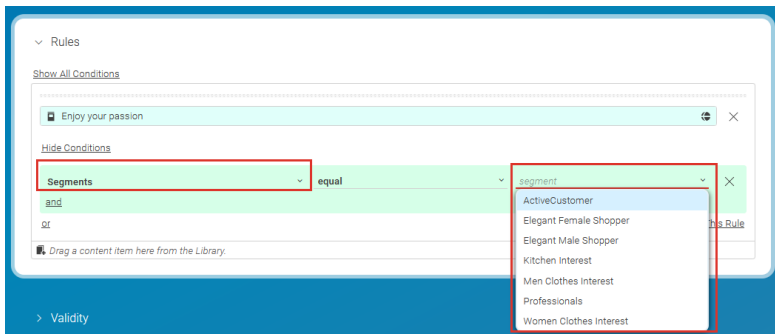 Rules
Show All Conditions
Enjoy your passion
Hide Conditions
Segments equal segment
and
ActiveCustomer
or
his Rule
Elegant Female Shopper
Elegant Male Shopper
Drag a content item here from the Library.
Kitchen Interest
Men Clothes Interest
Professionals
Women Clothes Interest
Validity